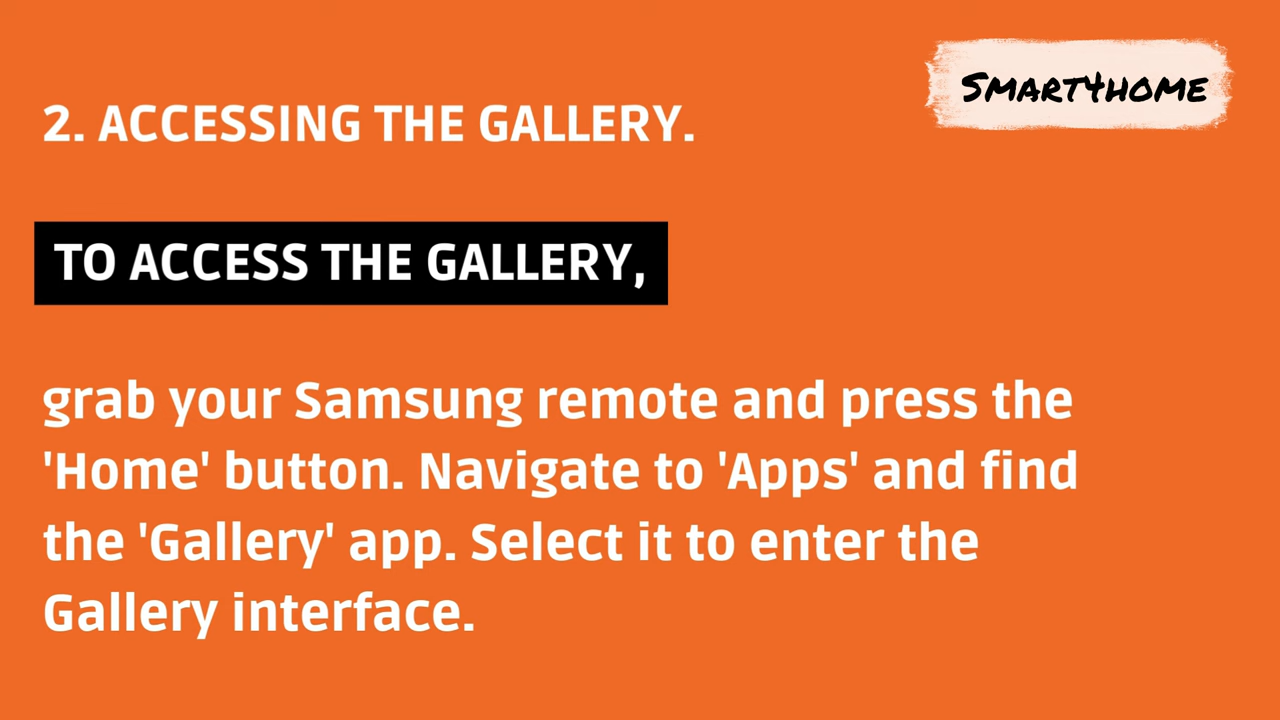 Smart4home
2. ACCESSING THE GALLERY.
TO ACCESS THE GALLERY,
grab your Samsung remote and press the
'Home' button. Navigate to 'Apps' and find
the 'Gallery' app. Select it to enter the
Gallery interface.